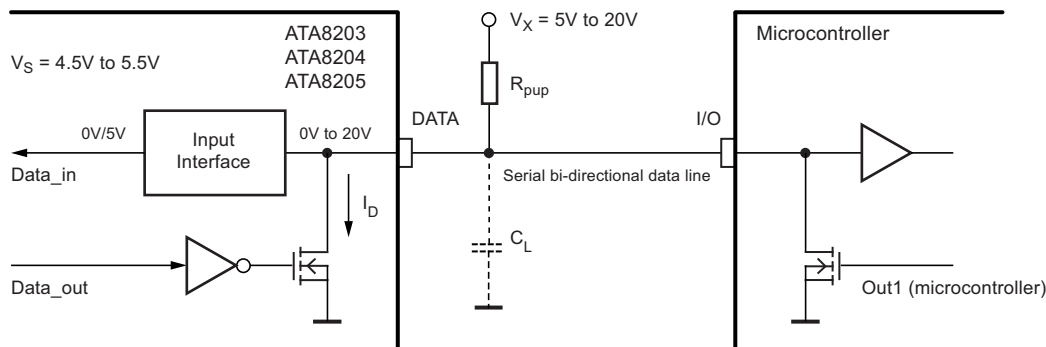 V_X = 5V to 20V
ATA8203
ATA8204
ATA8205
Microcontroller
V_S = 4.5V to 5.5V
R_pup
0V/5V
Input
Interface
0V to 20V
DATA
I/O
Data_in
Serial bi-directional data line
I_D
C_L
Data_out
Out1 (microcontroller)